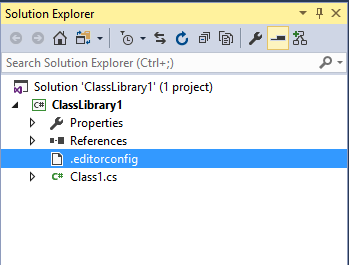 Solution Explorer
Search Solution Explorer (Ctrl+;)
Solution 'ClassLibrary1' (1 project)
C# ClassLibrary1
Properties
References
.editorconfig
C# Class1.cs